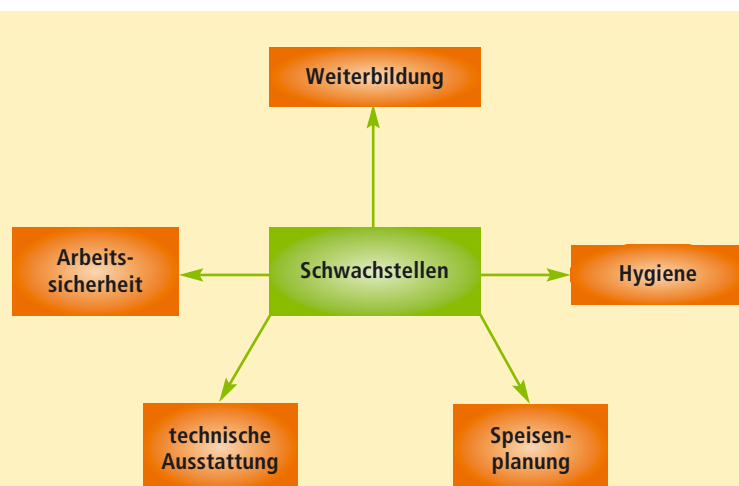 Weiterbildung
Arbeits-
sicherheit
Schwachstellen
Hygiene
technische
Ausstattung
Speisen-
planung